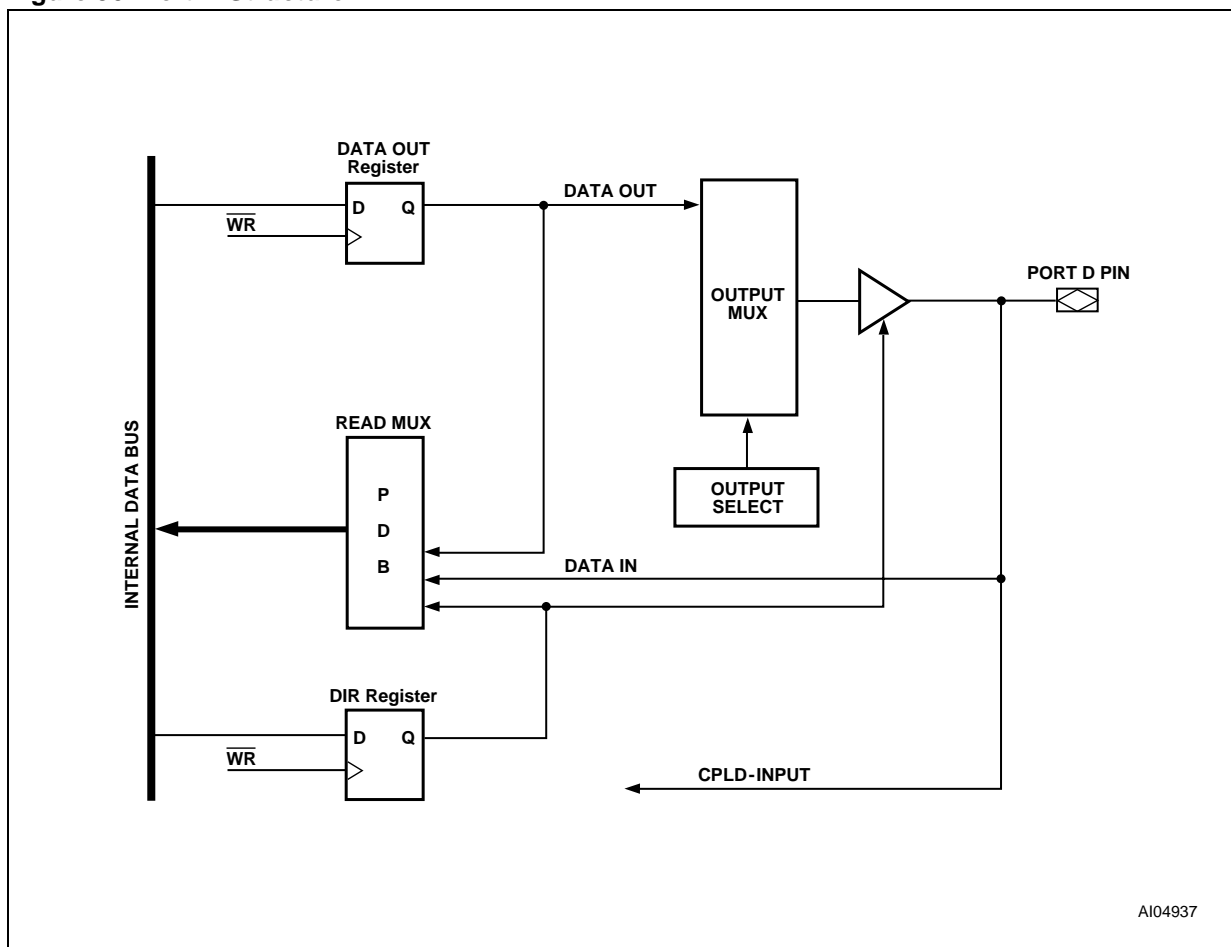 DATA OUT
Register
D Q
WR
DATA OUT
OUTPUT
MUX
PORT D PIN
READ MUX
P
D
B
OUTPUT
SELECT
INTERNAL DATA BUS
DATA IN
DIR Register
D Q
WR
CPLD-INPUT
AI04937